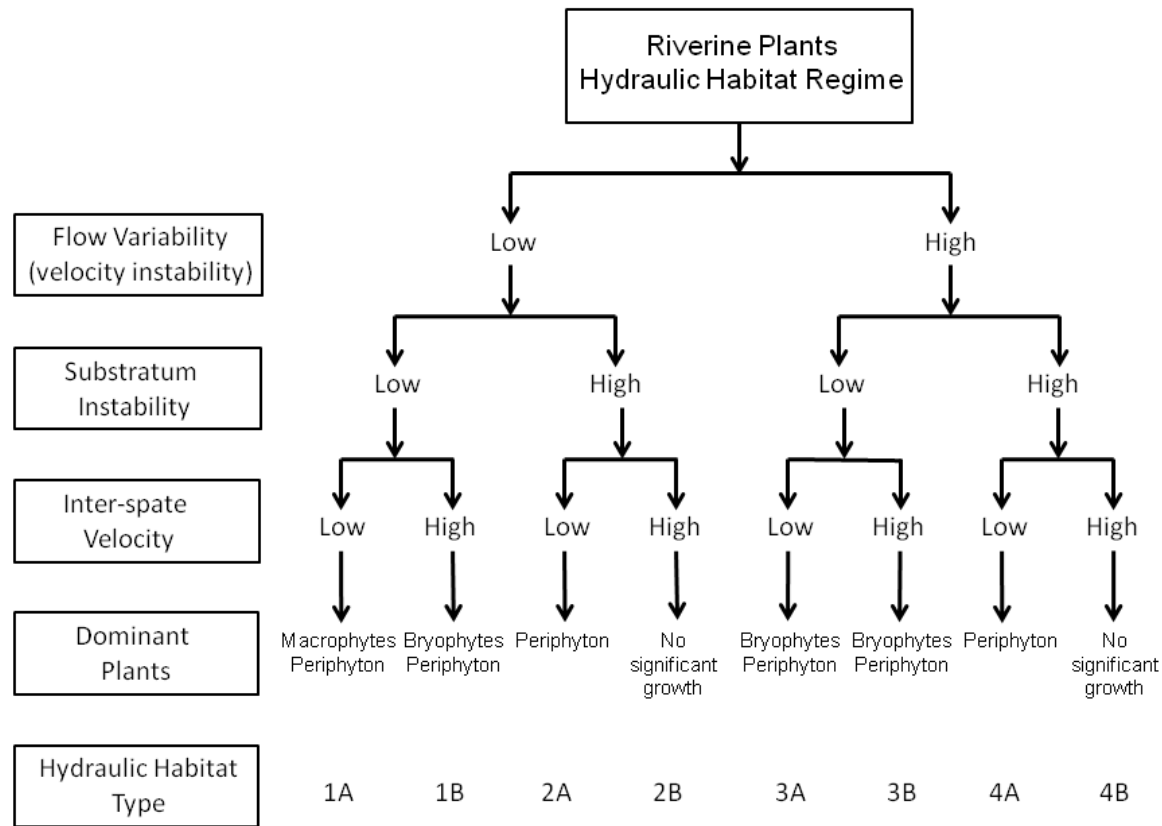 Riverine Plants
Hydraulic Habitat Regime
Flow Variability
(velocity instability)
Low
High
Substratum
Instability
Low
High
Low
High
Inter-spate
Velocity
Low
High
Low
High
Low
High
Low
High
Dominant
Plants
Macrophytes
Periphyton
Bryophytes
Periphyton
Periphyton
No
significant
growth
Bryophytes
Periphyton
Bryophytes
Periphyton
Periphyton
No
significant
growth
Hydraulic Habitat
Type
1A
1B
2A
2B
3A
3B
4A
4B